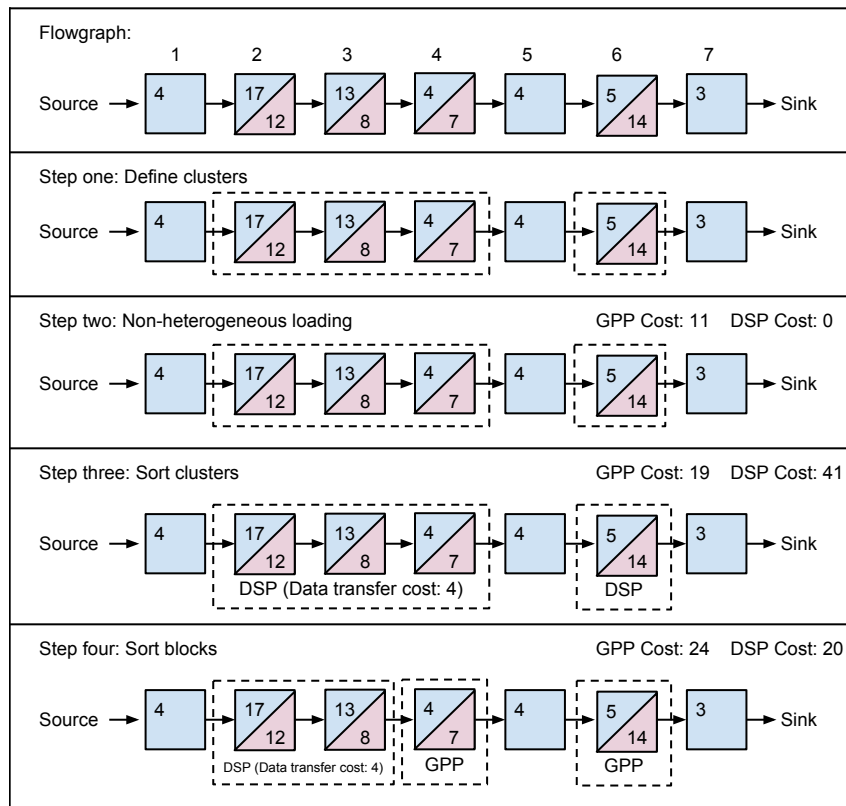 Flowgraph:
1 2 3 4 5 6 7
Source 4 17 12 13 8 4 7 4 5 14 3 Sink
Step one: Define clusters
Source 4 17 12 13 8 4 7 4 5 14 3 Sink
Step two: Non-heterogeneous loading GPP Cost: 11 DSP Cost: 0
Source 4 17 12 13 8 4 7 4 5 14 3 Sink
Step three: Sort clusters GPP Cost: 19 DSP Cost: 41
Source 4 17 12 13 8 4 7 4 5 14 3 Sink
DSP (Data transfer cost: 4) DSP
Step four: Sort blocks GPP Cost: 24 DSP Cost: 20
Source 4 17 12 13 8 4 7 4 5 14 3 Sink
DSP (Data transfer cost: 4) GPP GPP